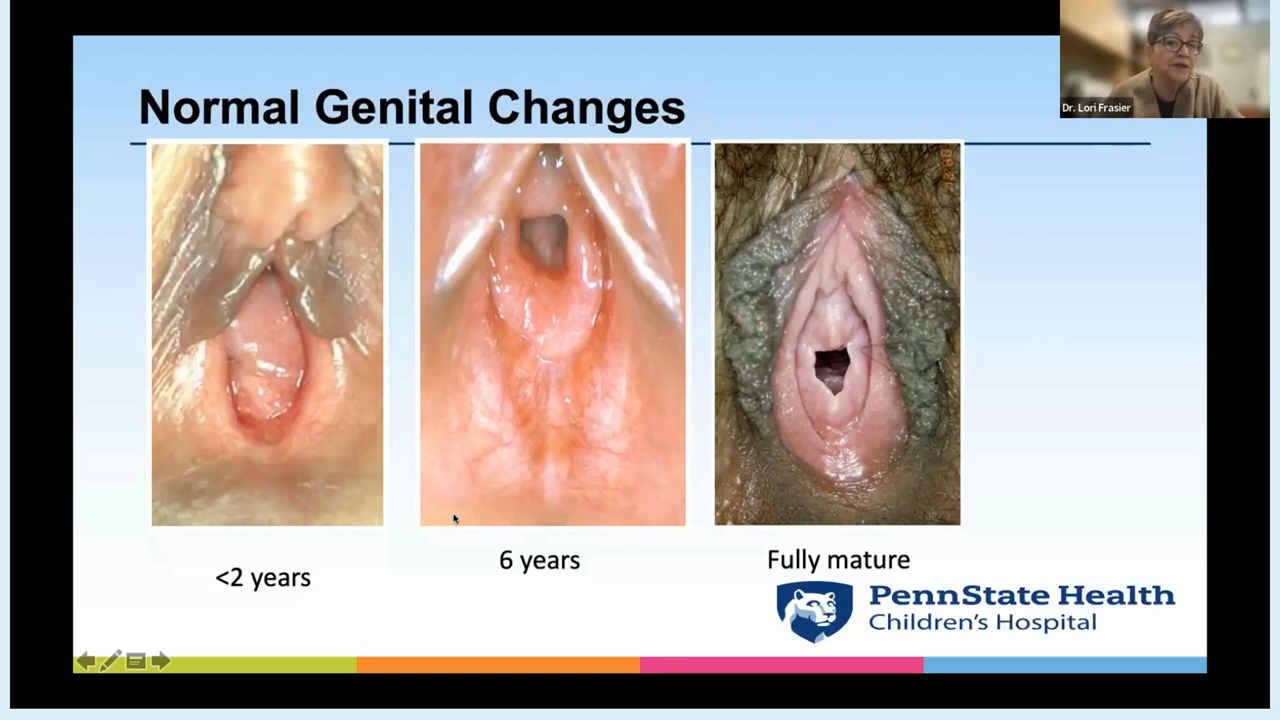 Dr. Lori Frasier
Normal Genital Changes
<2 years
6 years
Fully mature
PennState Health
Children's Hospital